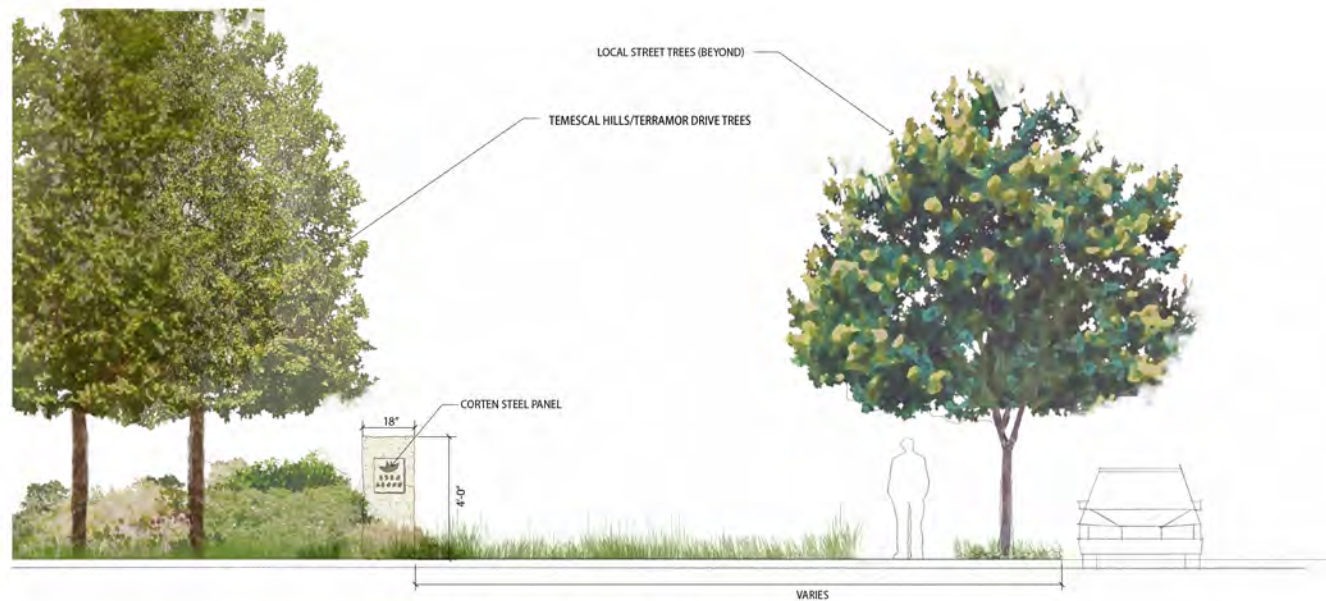 LOCAL STREET TREES (BEYOND)
TEMESCAL HILLS/TERRAMOR DRIVE TREES
CORTEN STEEL PANEL
18"
4'-0"
VARIES